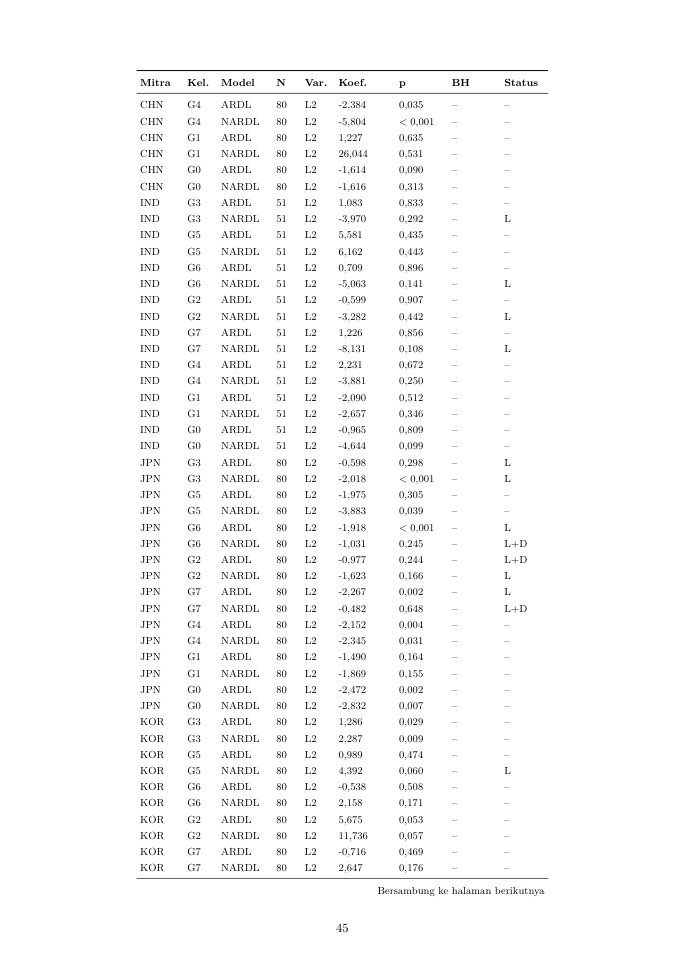 Mitra Kel. Model N Var. Koef. p BH Status
CHN G4 ARDL 80 L2 -2,384 0,035 – –
CHN G4 NARDL 80 L2 -5,804 < 0,001 – –
CHN G1 ARDL 80 L2 1,227 0,635 – –
CHN G1 NARDL 80 L2 26,044 0,531 – –
CHN G0 ARDL 80 L2 -1,614 0,090 – –
CHN G0 NARDL 80 L2 -1,616 0,313 – –
IND G3 ARDL 51 L2 1,083 0,833 – –
IND G3 NARDL 51 L2 -3,970 0,292 – L
IND G5 ARDL 51 L2 5,581 0,435 – –
IND G5 NARDL 51 L2 6,162 0,443 – –
IND G6 ARDL 51 L2 0,709 0,896 – –
IND G6 NARDL 51 L2 -5,063 0,141 – L
IND G2 ARDL 51 L2 -0,599 0,907 – –
IND G2 NARDL 51 L2 -3,282 0,442 – L
IND G7 ARDL 51 L2 1,226 0,856 – –
IND G7 NARDL 51 L2 -8,131 0,108 – L
IND G4 ARDL 51 L2 2,231 0,672 – –
IND G4 NARDL 51 L2 -3,881 0,250 – –
IND G1 ARDL 51 L2 -2,090 0,512 – –
IND G1 NARDL 51 L2 -2,657 0,346 – –
IND G0 ARDL 51 L2 -0,965 0,809 – –
IND G0 NARDL 51 L2 -4,644 0,099 – –
JPN G3 ARDL 80 L2 -0,598 0,298 – L
JPN G3 NARDL 80 L2 -2,018 < 0,001 – L
JPN G5 ARDL 80 L2 -1,975 0,305 – –
JPN G5 NARDL 80 L2 -3,883 0,039 – –
JPN G6 ARDL 80 L2 -1,918 < 0,001 – L
JPN G6 NARDL 80 L2 -1,031 0,245 – L+D
JPN G2 ARDL 80 L2 -0,977 0,244 – L+D
JPN G2 NARDL 80 L2 -1,623 0,166 – L
JPN G7 ARDL 80 L2 -2,267 0,002 – L
JPN G7 NARDL 80 L2 -0,482 0,648 – L+D
JPN G4 ARDL 80 L2 -2,152 0,004 – –
JPN G4 NARDL 80 L2 -2,345 0,031 – –
JPN G1 ARDL 80 L2 -1,490 0,164 – –
JPN G1 NARDL 80 L2 -1,869 0,155 – –
JPN G0 ARDL 80 L2 -2,472 0,002 – –
JPN G0 NARDL 80 L2 -2,832 0,007 – –
KOR G3 ARDL 80 L2 1,286 0,029 – –
KOR G3 NARDL 80 L2 2,287 0,009 – –
KOR G5 ARDL 80 L2 0,989 0,474 – –
KOR G5 NARDL 80 L2 4,392 0,060 – L
KOR G6 ARDL 80 L2 -0,538 0,508 – –
KOR G6 NARDL 80 L2 2,158 0,171 – –
KOR G2 ARDL 80 L2 5,675 0,053 – –
KOR G2 NARDL 80 L2 11,736 0,057 – –
KOR G7 ARDL 80 L2 -0,716 0,469 – –
KOR G7 NARDL 80 L2 2,647 0,176 – –
Bersambung ke halaman berikutnya
45